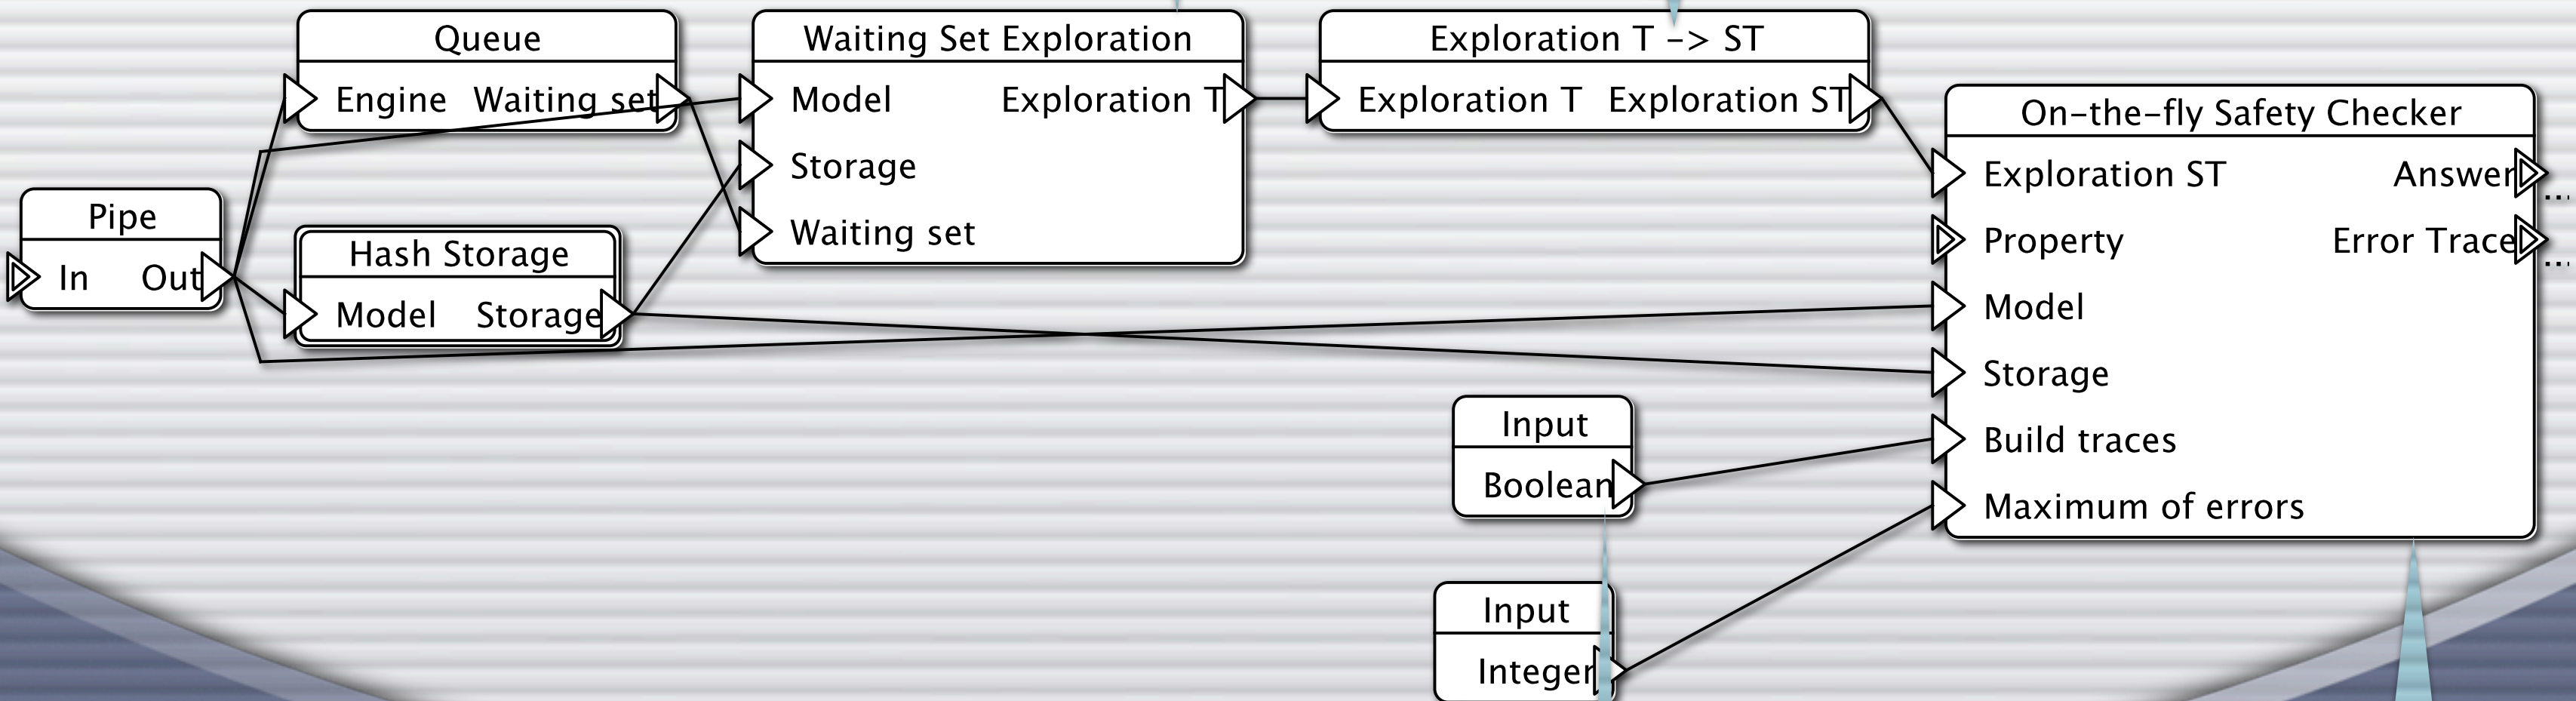 Queue
Engine Waiting set
Waiting Set Exploration
Model Exploration T
Storage
Waiting set
Exploration T -> ST
Exploration T Exploration ST
On-the-fly Safety Checker
Exploration ST Answer
...
Property Error Trace
...
Model
Storage
Build traces
Maximum of errors
Pipe
In Out
Hash Storage
Model Storage
Input
Boolean
Input
Integer